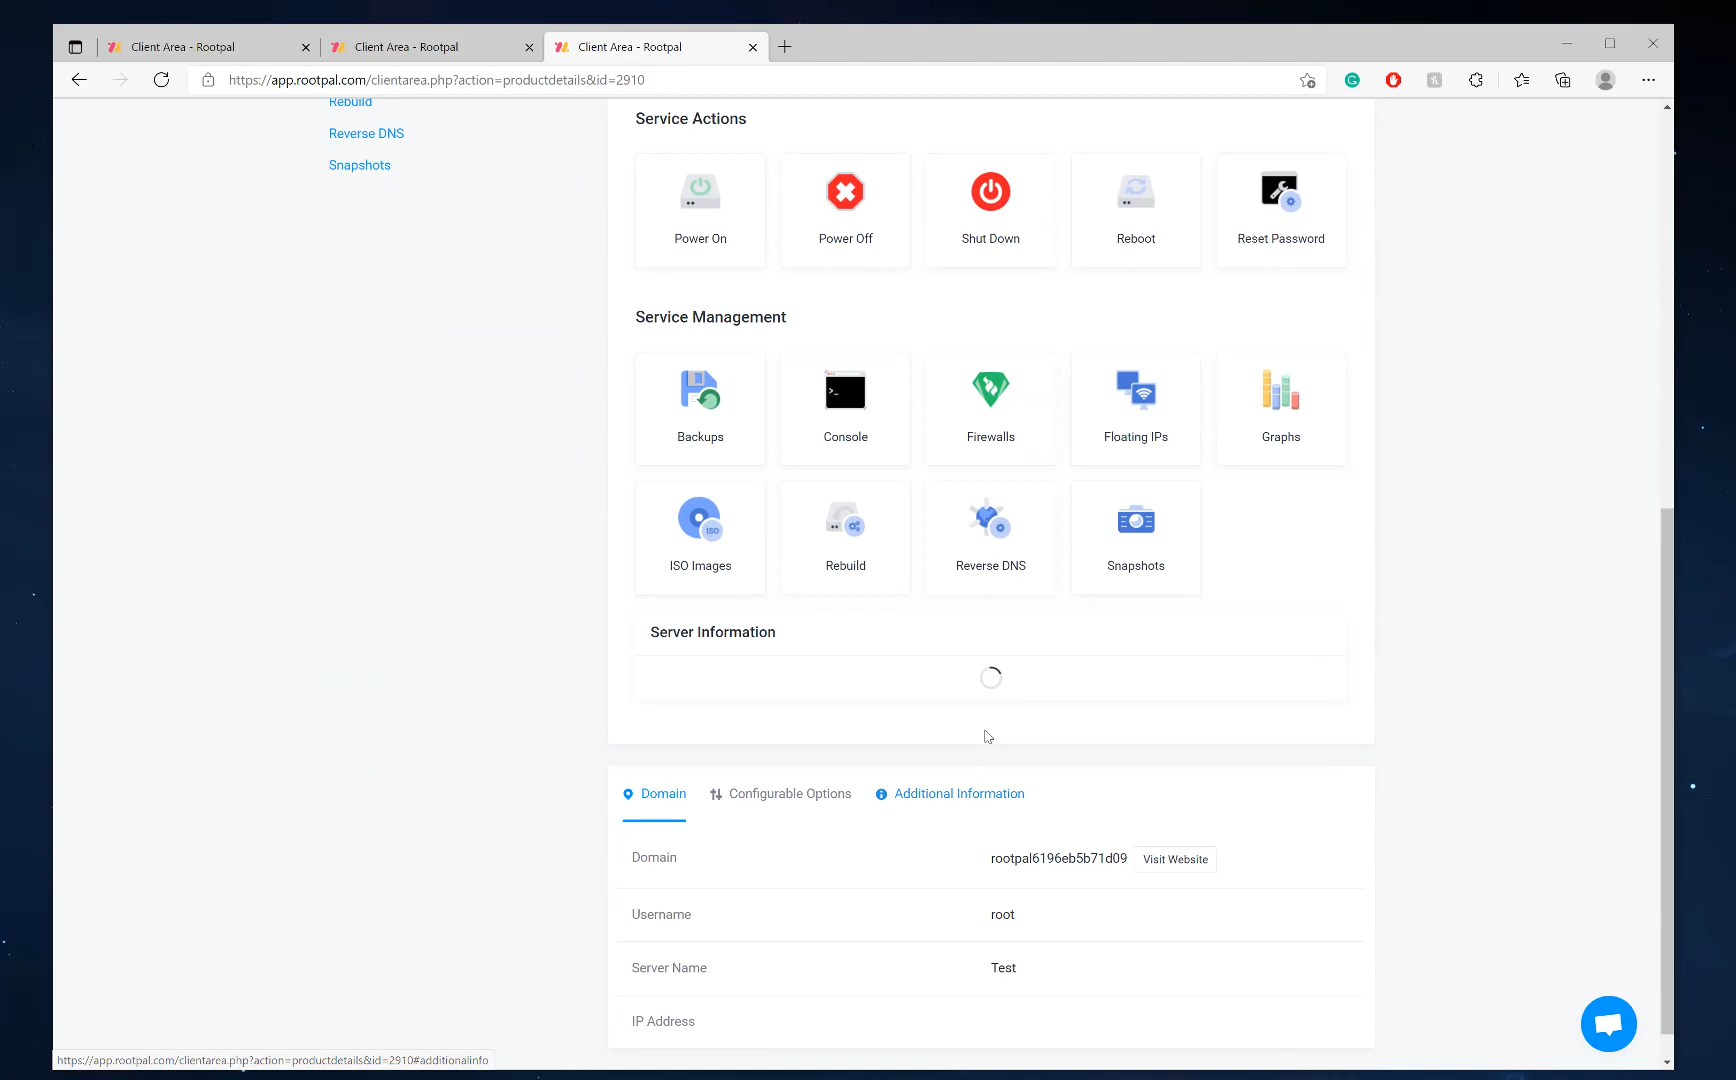 Client Area - Rootpal
Client Area - Rootpal
Client Area - Rootpal
https://app.rootpal.com/clientarea.php?action=productdetails&id=2910
Rebuild
Reverse DNS
Snapshots
Service Actions
Power On
Power Off
Shut Down
Reboot
Reset Password
Service Management
Backups
>_
Console
Firewalls
Floating IPs
Graphs
ISO
ISO Images
Rebuild
Reverse DNS
Snapshots
Server Information
Domain
Configurable Options
Additional Information
Domain
rootpal6196eb5b71d09
Visit Website
Username
root
Server Name
Test
IP Address
https://app.rootpal.com/clientarea.php?action=productdetails&id=2910#additionalinfo